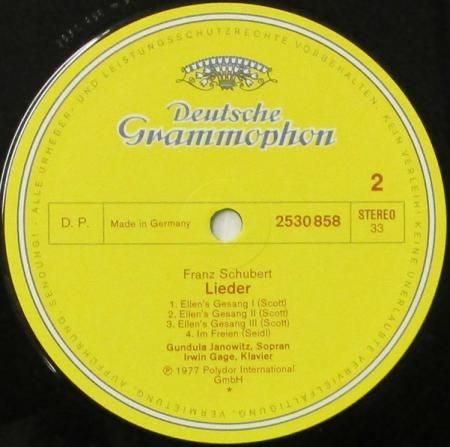 ALLE URHEBER- UND LEISTUNGSSCHUTZRECHTE VORBEHALTEN · KEIN VERLEIH! KEINE UNERLAUBTE VERVIELFÄLTIGUNG, VERMIETUNG, AUFFÜHRUNG, SENDUNG! ·
Deutsche
Grammophon
2
D. P.
Made in Germany
2530 858
STEREO
33
Franz Schubert
Lieder
1. Ellen's Gesang I (Scott)
2. Ellen's Gesang II (Scott)
3. Ellen's Gesang III (Scott)
4. Im Freien (Seidl)
Gundula Janowitz, Sopran
Irwin Gage, Klavier
Ⓟ 1977 Polydor International
GmbH
*